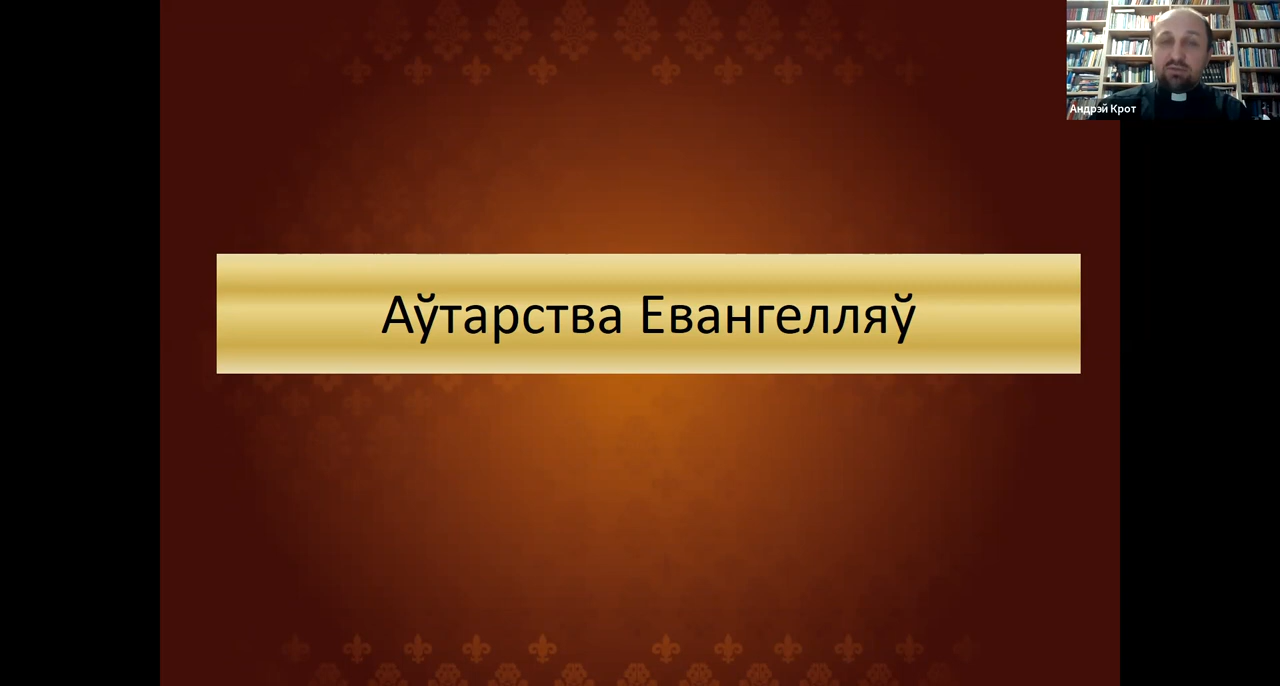 Аўтарства Евангелляў
Андрэй Крот